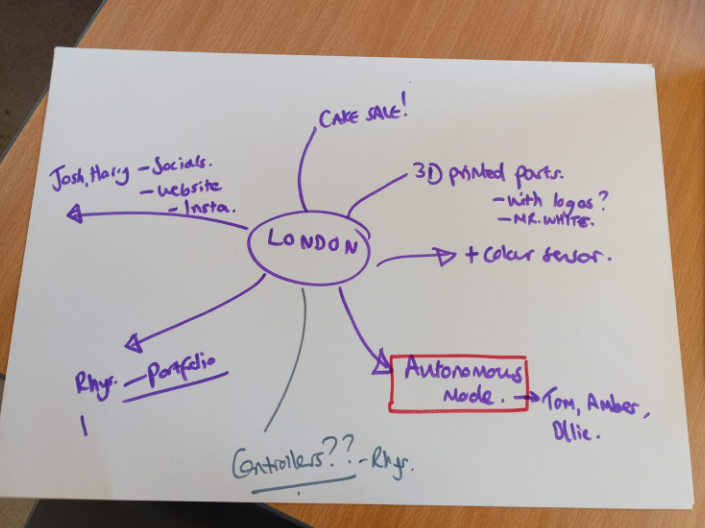 CAKE SALE!
Josh, Harry - Socials.
- website
- Insta.
3D printed parts.
- with logos?
- MR. WHITE.
LONDON
+ Colour sensor.
Rhys. - Portfolio
Autonomous
Mode. → Tom, Amber,
Ollie.
Controllers?? - Rhys.